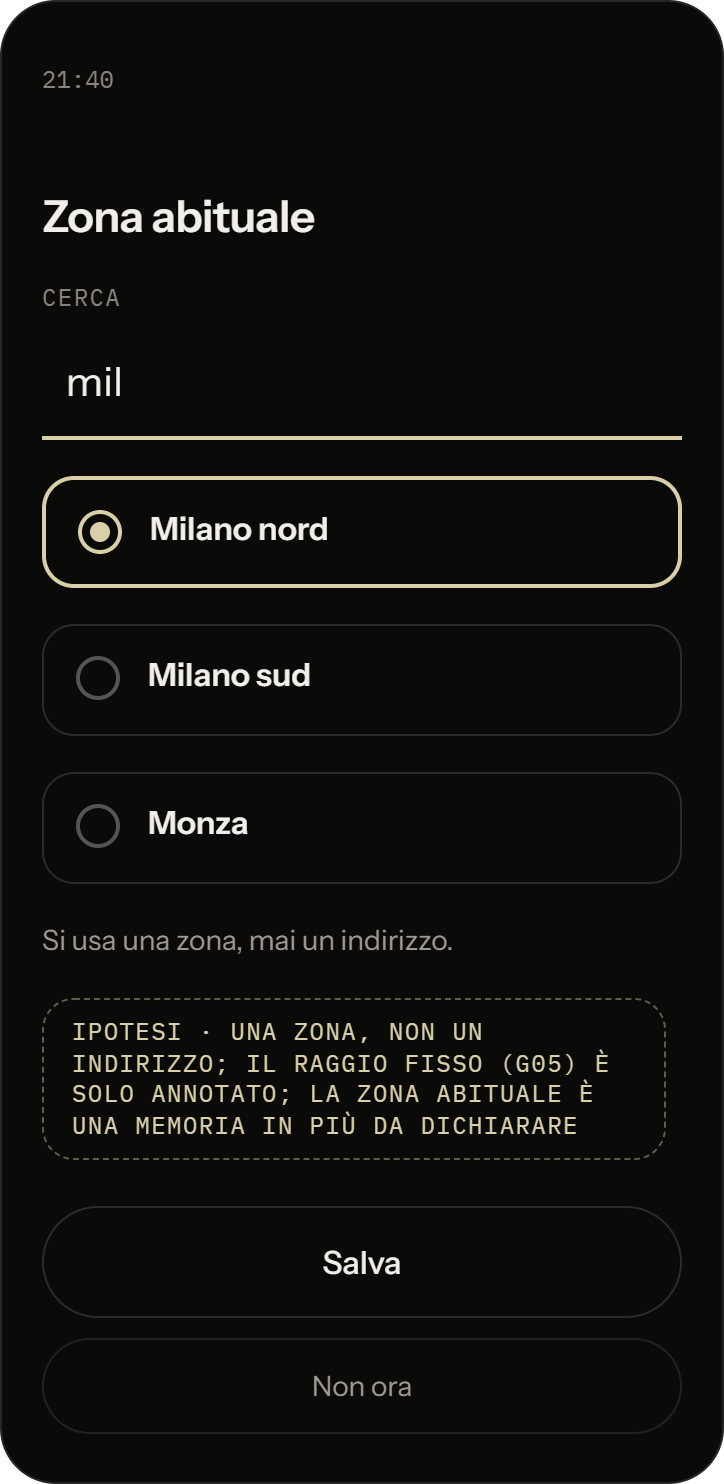 21:40
Zona abituale
CERCA
mil
Milano nord
Milano sud
Monza
Si usa una zona, mai un indirizzo.
IPOTESI · UNA ZONA, NON UN
INDIRIZZO; IL RAGGIO FISSO (G05) È
SOLO ANNOTATO; LA ZONA ABITUALE È
UNA MEMORIA IN PIÙ DA DICHIARARE
Salva
Non ora